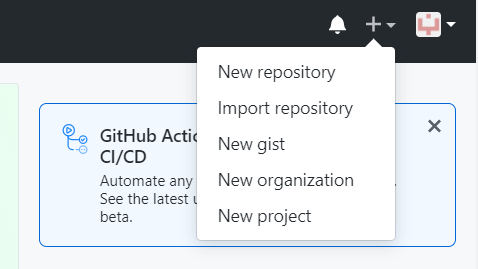 New repository
Import repository
New gist
New organization
New project
GitHub
CI/CD
Automate any
See the latest
beta.